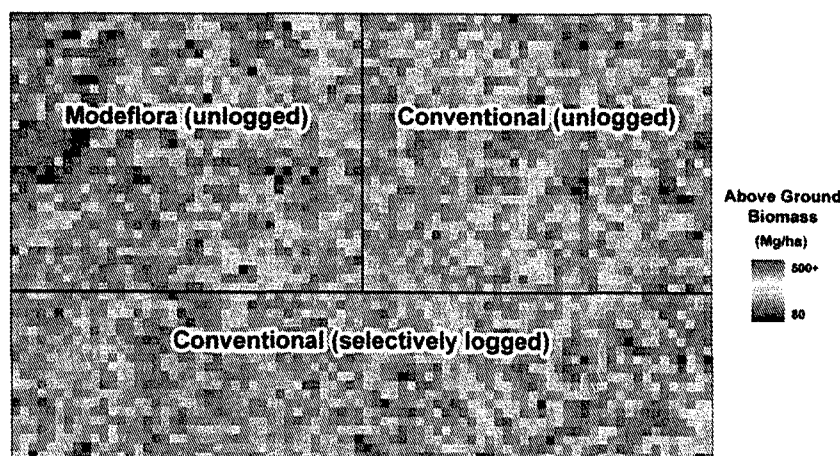 Modeflora (unlogged)
Conventional (unlogged)
Conventional (selectively logged)
Above Ground
Biomass
(Mg/ha)
500+
80